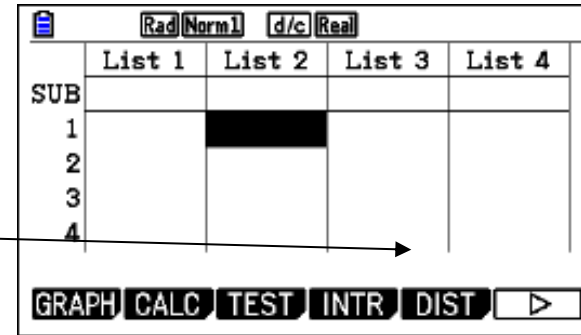 Rad Norm1 d/c Real
List 1 List 2 List 3 List 4
SUB
1
2
3
4
GRAPH CALC TEST INTR DIST ▷